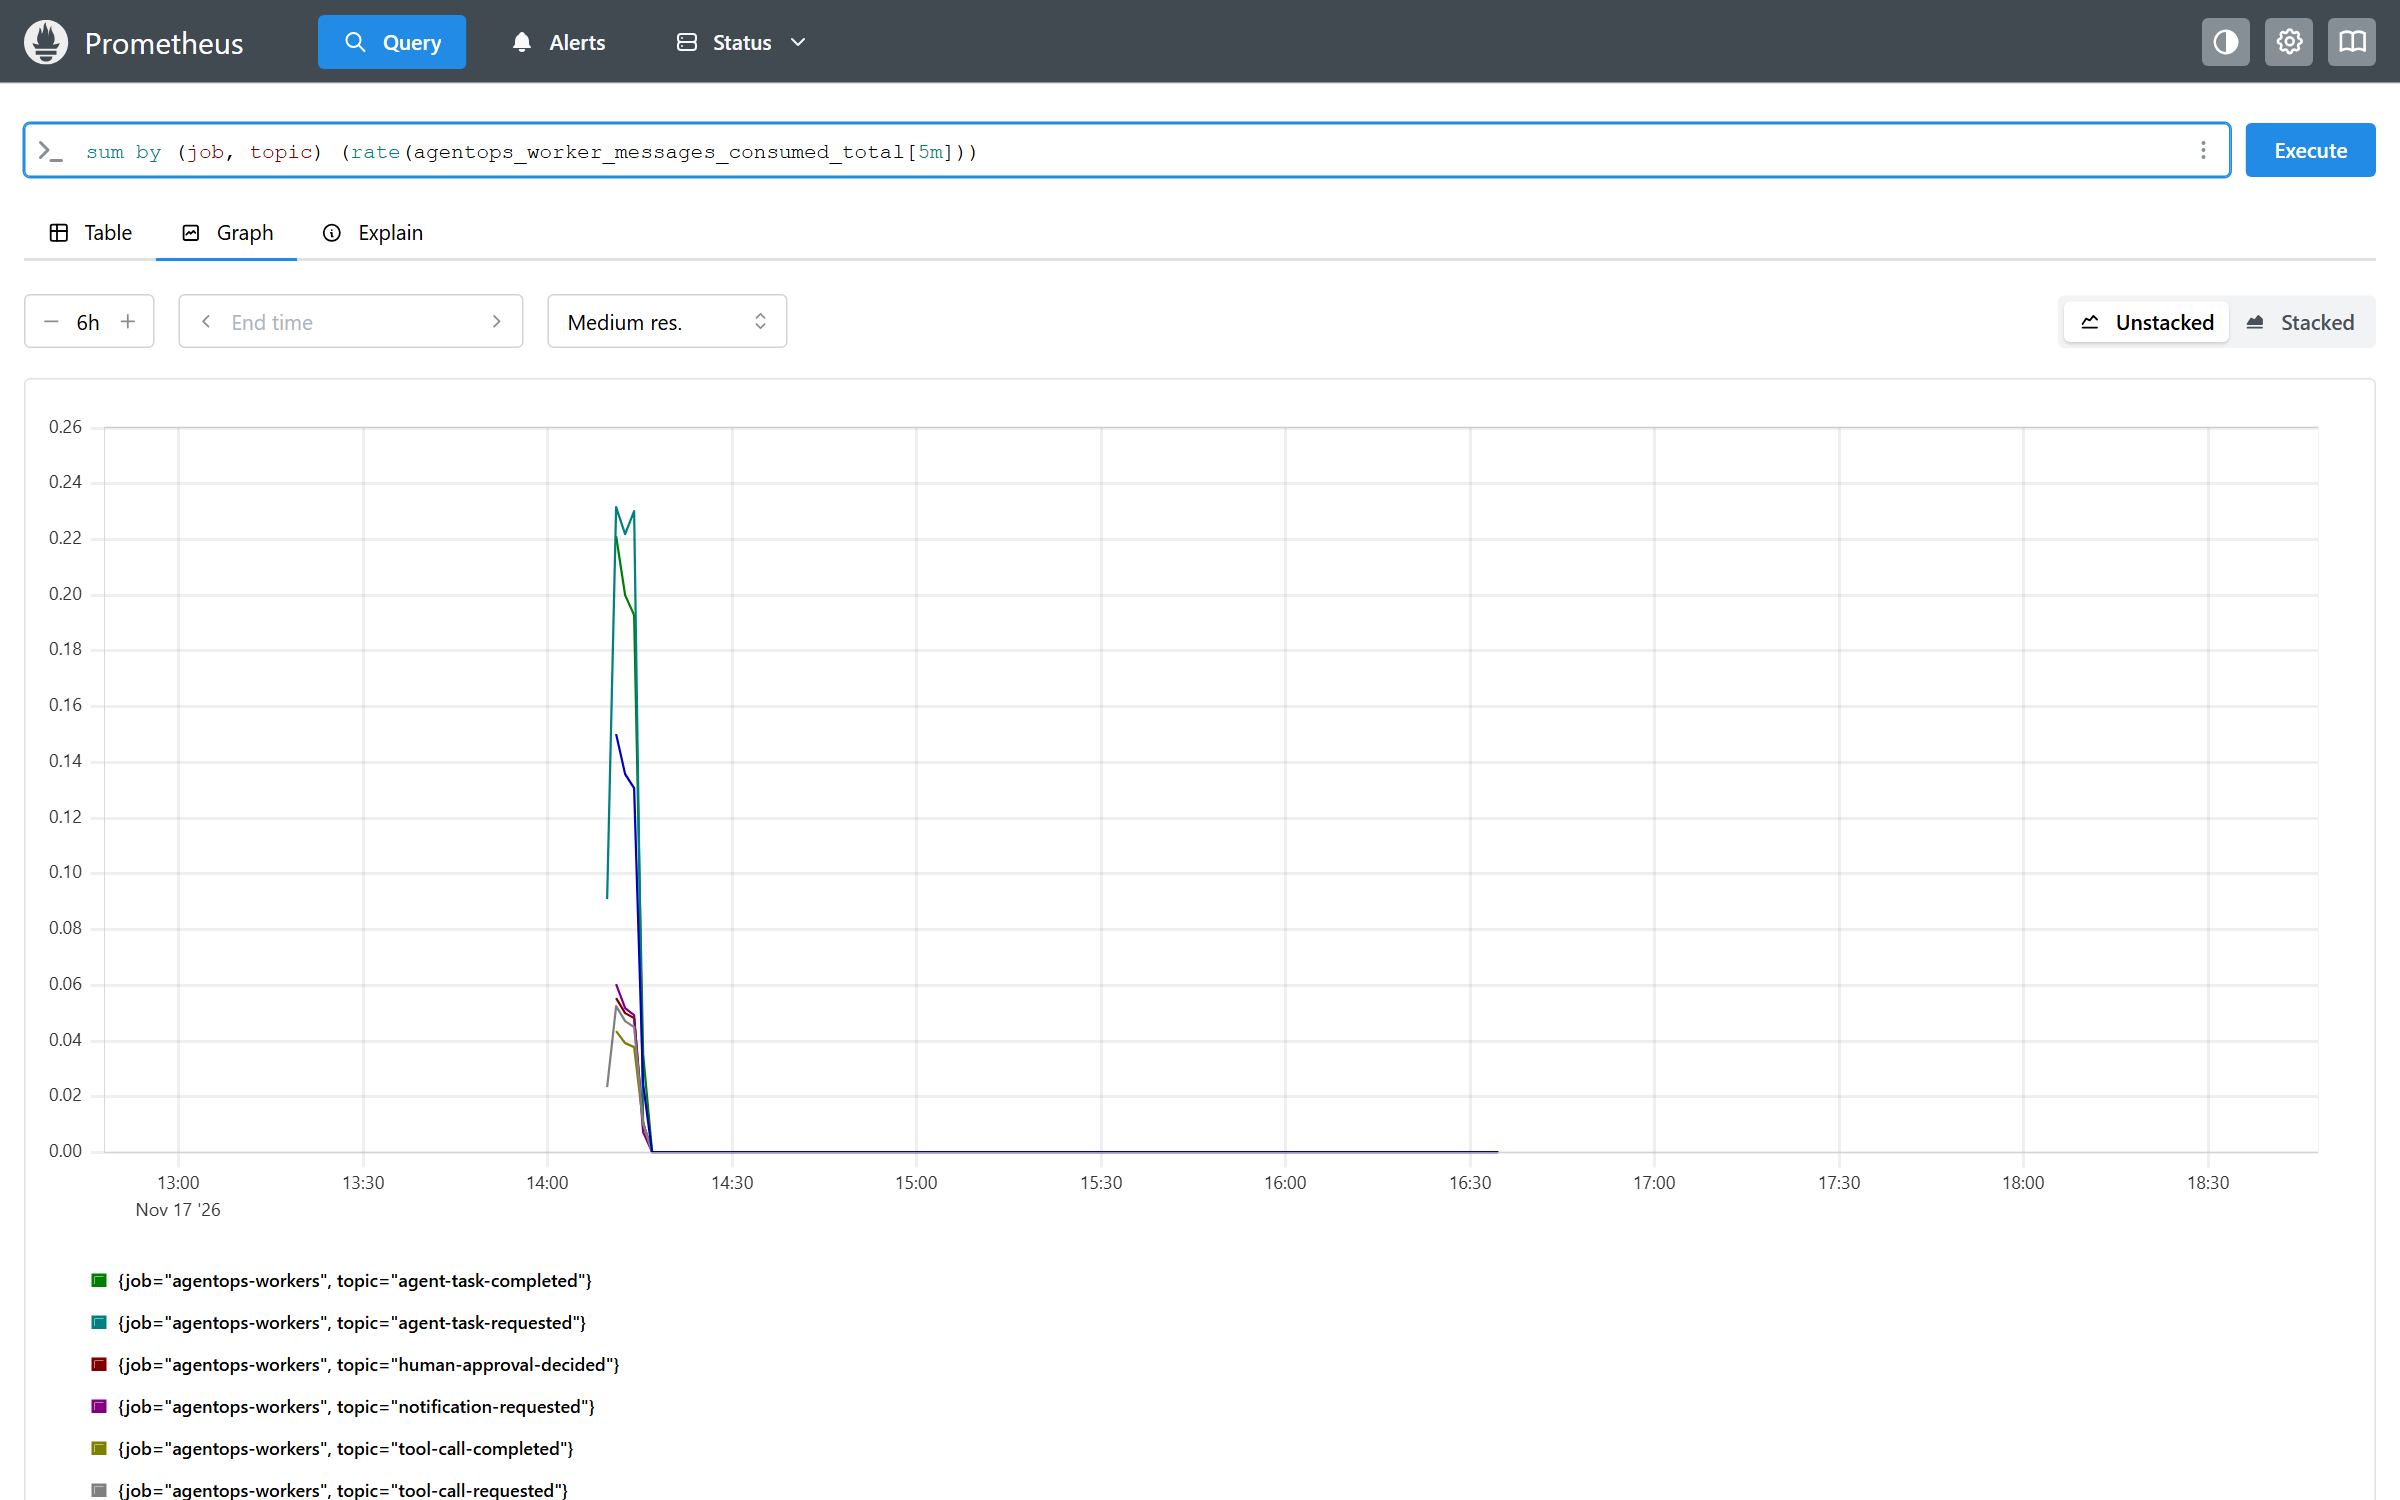 Prometheus
Query
Alerts
Status
sum by (job, topic) (rate(agentops_worker_messages_consumed_total[5m]))
Execute
Table
Graph
Explain
6h
End time
Medium res.
Unstacked
Stacked
0.26
0.24
0.22
0.20
0.18
0.16
0.14
0.12
0.10
0.08
0.06
0.04
0.02
0.00
13:00
13:30
14:00
14:30
15:00
15:30
16:00
16:30
17:00
17:30
18:00
18:30
Nov 17 '26
{job="agentops-workers", topic="agent-task-completed"}
{job="agentops-workers", topic="agent-task-requested"}
{job="agentops-workers", topic="human-approval-decided"}
{job="agentops-workers", topic="notification-requested"}
{job="agentops-workers", topic="tool-call-completed"}
{job="agentops-workers", topic="tool-call-requested"}